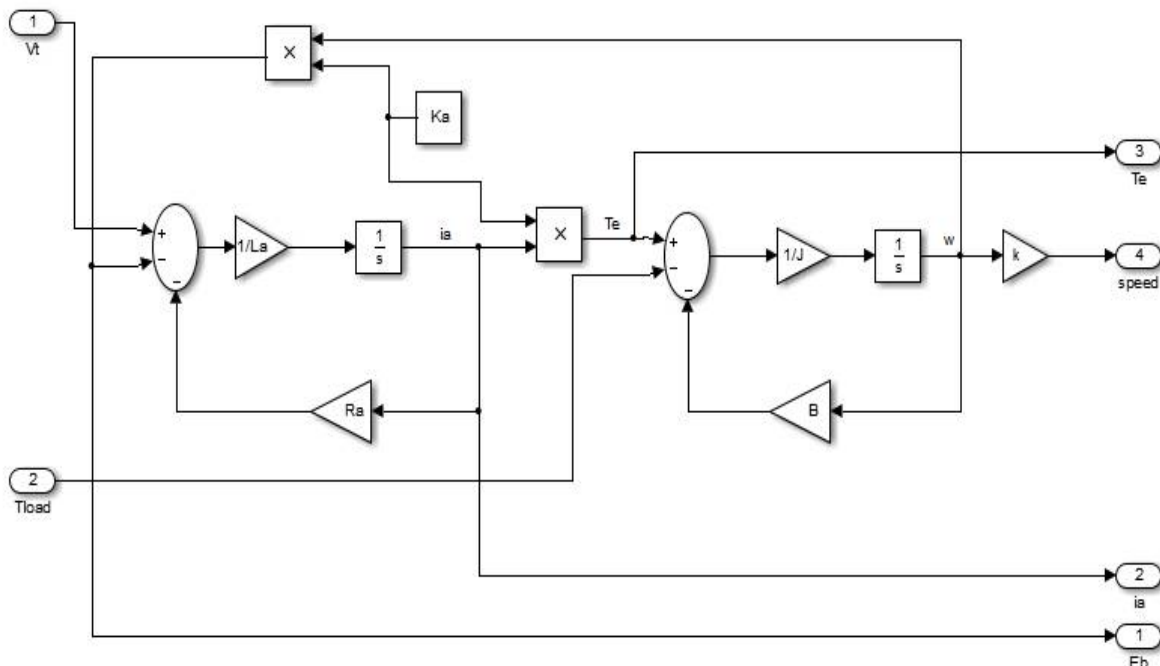 1
Vt
×
Ka
3
Te
+
−
−
1/La
1
s
ia
×
Te
+
−
−
1/J
1
s
w
k
4
speed
Ra
B
2
Tload
2
ia
1
Eb